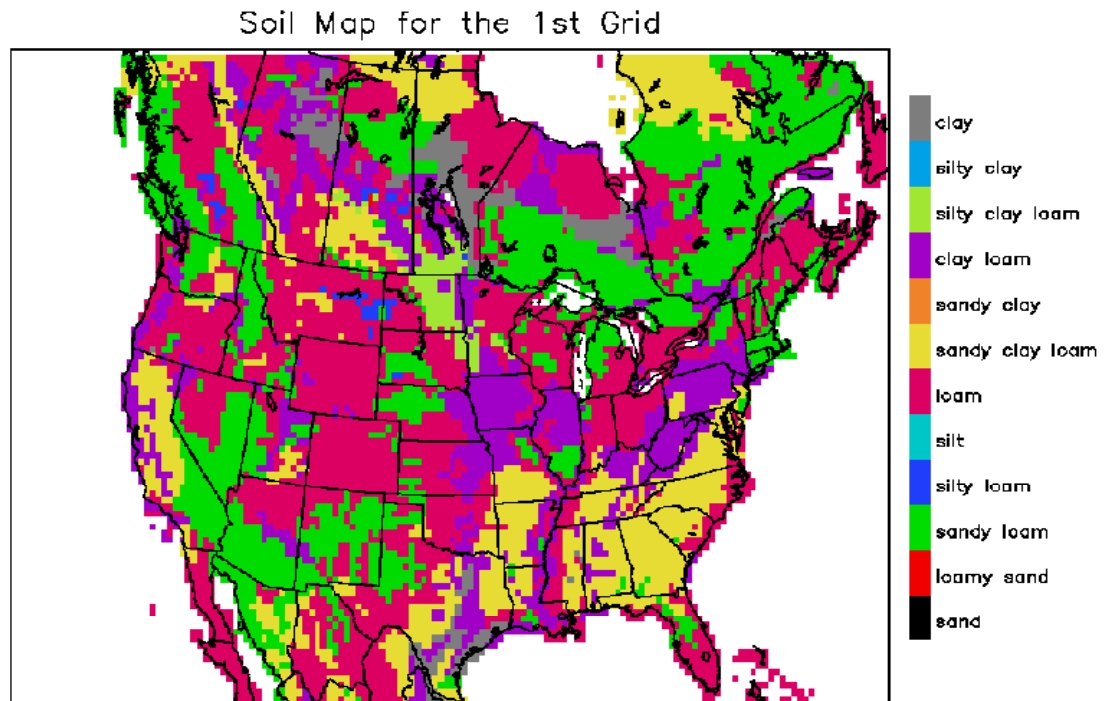 Soil Map for the 1st Grid
clay
silty clay
silty clay loam
clay loam
sandy clay
sandy clay loam
loam
silt
silty loam
sandy loam
loamy sand
sand